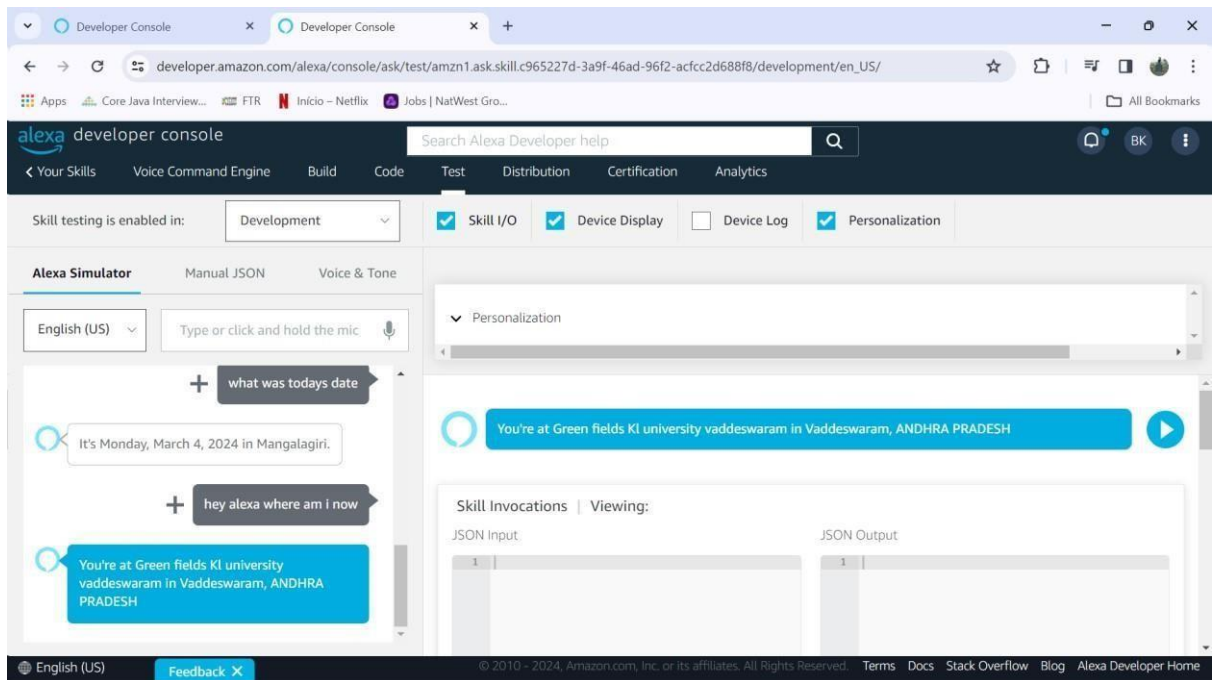 Developer Console
Developer Console
developer.amazon.com/alexa/console/ask/test/amzn1.ask.skill.c965227d-3a9f-46ad-96f2-acfcc2d688f8/development/en_US/
Apps Core Java Interview... FTR Início – Netflix Jobs | NatWest Gro... All Bookmarks
alexa developer console Search Alexa Developer help BK
Your Skills Voice Command Engine Build Code Test Distribution Certification Analytics
Skill testing is enabled in: Development Skill I/O Device Display Device Log Personalization
Alexa Simulator Manual JSON Voice & Tone
English (US) Type or click and hold the mic
Personalization
what was todays date
It's Monday, March 4, 2024 in Mangalagiri.
hey alexa where am i now
You're at Green fields Kl university
vaddeswaram in Vaddeswaram, ANDHRA
PRADESH
You're at Green fields Kl university vaddeswaram in Vaddeswaram, ANDHRA PRADESH
Skill Invocations | Viewing:
JSON Input JSON Output
1 1
English (US) Feedback X © 2010 - 2024, Amazon.com, Inc. or its affiliates. All Rights Reserved. Terms Docs Stack Overflow Blog Alexa Developer Home